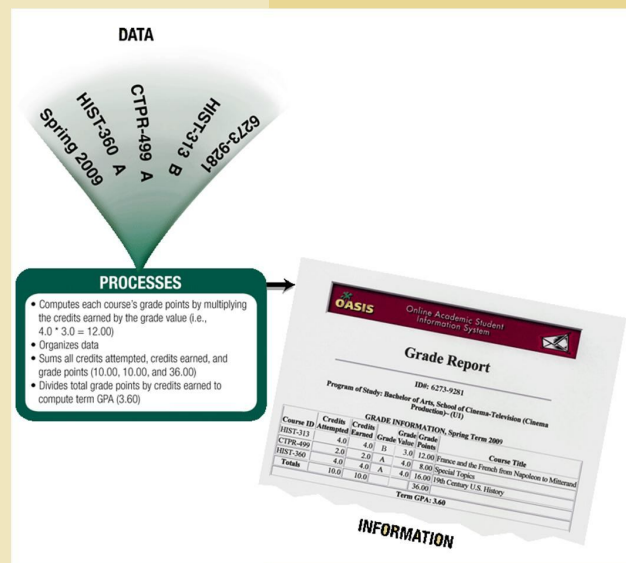 DATA
Spring 2009
HIST-360 A
CTPR-499 A
HIST-313 B
6273-9281
PROCESSES
• Computes each course's grade points by multiplying
the credits earned by the grade value (i.e.,
4.0 * 3.0 = 12.00)
• Organizes data
• Sums all credits attempted, credits earned, and
grade points (10.00, 10.00, and 36.00)
• Divides total grade points by credits earned to
compute term GPA (3.60)
OASIS
Online Academic Student
Information System
Grade Report
ID#: 6273-9281
Program of Study: Bachelor of Arts, School of Cinema-Television (Cinema
Production)- (UI)
GRADE INFORMATION, Spring Term 2009
Course ID Credits Attempted Credits Earned Grade Grade Value Grade Points Course Title
HIST-313 4.0 4.0 B 3.0 12.00 France and the French from Napoleon to Mitterand
CTPR-499 2.0 2.0 A 4.0 8.00 Special Topics
HIST-360 4.0 4.0 A 4.0 16.00 19th Century U.S. History
Totals 10.0 10.0 36.00
Term GPA: 3.60
INFORMATION